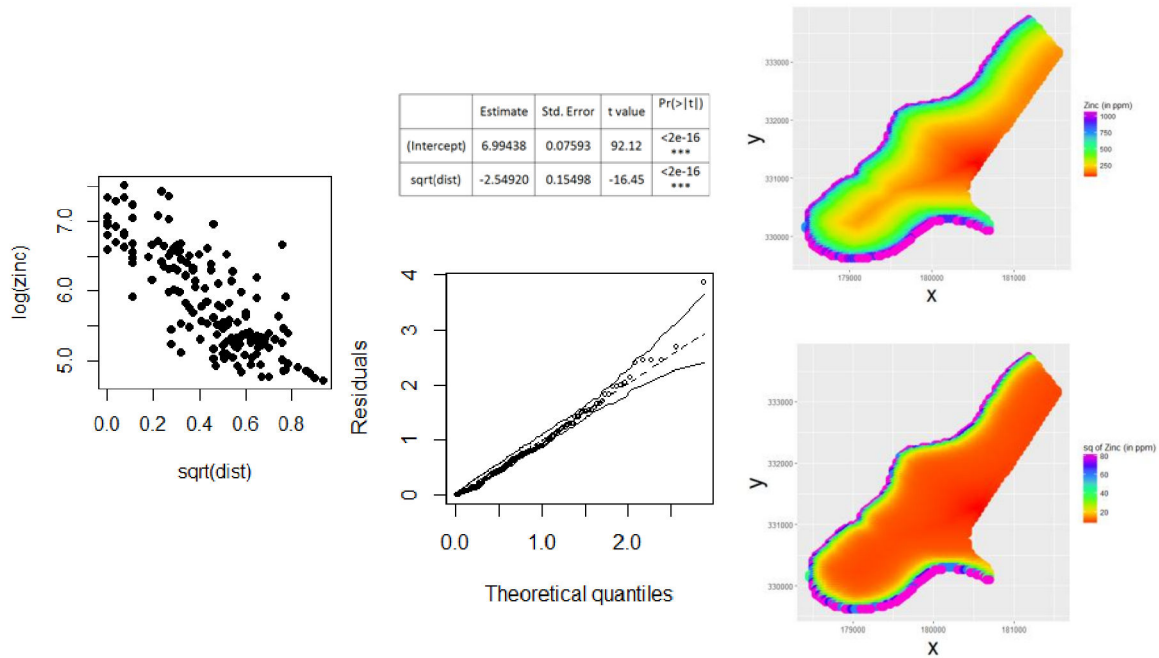 log(zinc)
7.0
6.0
5.0
0.0 0.2 0.4 0.6 0.8
sqrt(dist)
Estimate Std. Error t value Pr(>|t|)
(Intercept) 6.99438 0.07593 92.12 <2e-16 ***
sqrt(dist) -2.54920 0.15498 -16.45 <2e-16 ***
Residuals
4
3
2
1
0
0.0 1.0 2.0
Theoretical quantiles
y
333000
332000
331000
330000
179000 180000 181000
x
Zinc (in ppm)
1000
750
500
250
y
333000
332000
331000
330000
179000 180000 181000
x
sq of Zinc (in ppm)
80
60
40
20